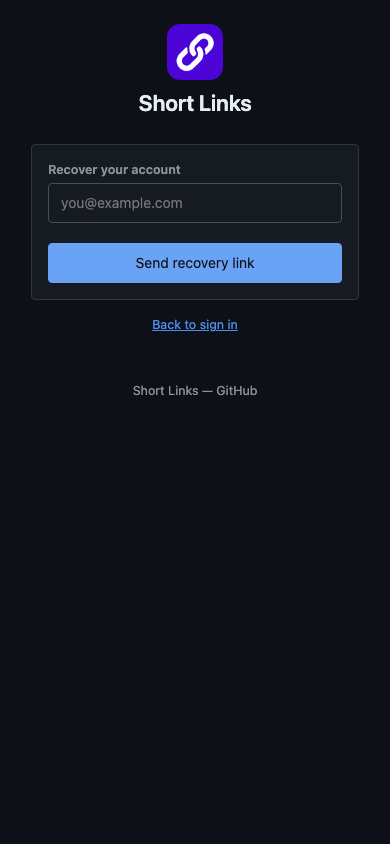 Short Links
Recover your account
you@example.com
Send recovery link
Back to sign in
Short Links — GitHub